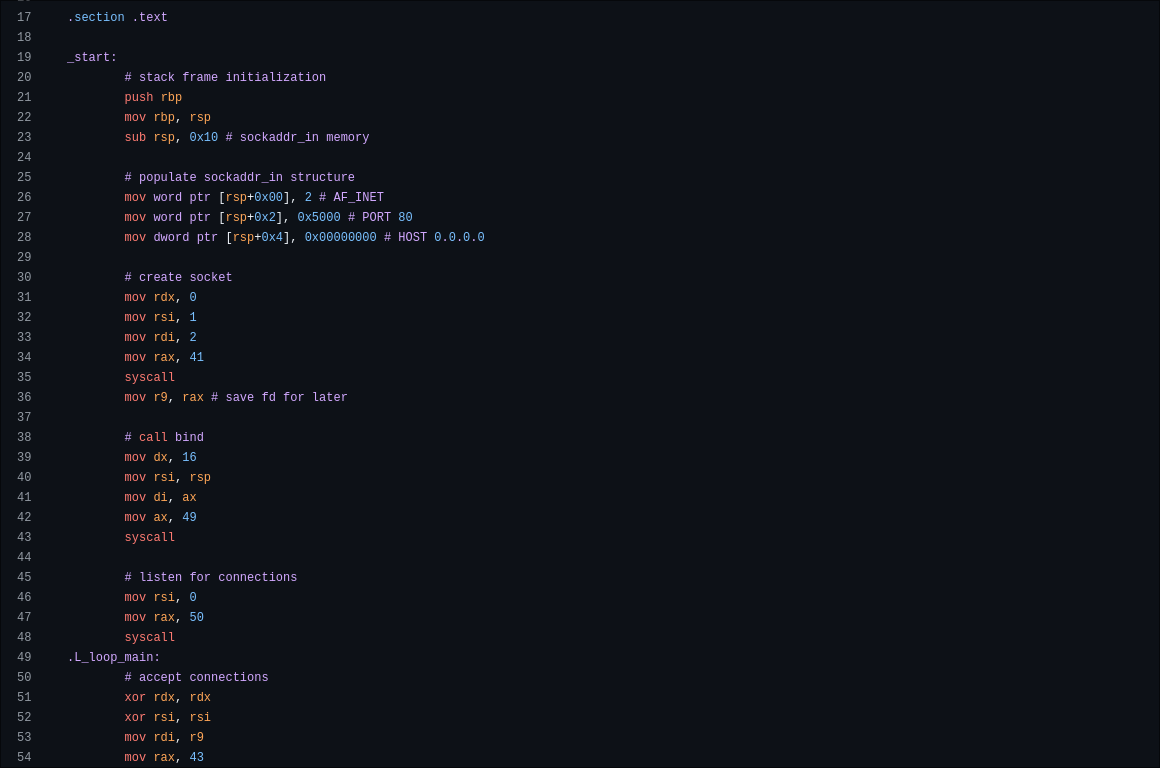 17 .section .text
18
19 _start:
20 # stack frame initialization
21 push rbp
22 mov rbp, rsp
23 sub rsp, 0x10 # sockaddr_in memory
24
25 # populate sockaddr_in structure
26 mov word ptr [rsp+0x00], 2 # AF_INET
27 mov word ptr [rsp+0x2], 0x5000 # PORT 80
28 mov dword ptr [rsp+0x4], 0x00000000 # HOST 0.0.0.0
29
30 # create socket
31 mov rdx, 0
32 mov rsi, 1
33 mov rdi, 2
34 mov rax, 41
35 syscall
36 mov r9, rax # save fd for later
37
38 # call bind
39 mov dx, 16
40 mov rsi, rsp
41 mov di, ax
42 mov ax, 49
43 syscall
44
45 # listen for connections
46 mov rsi, 0
47 mov rax, 50
48 syscall
49 .L_loop_main:
50 # accept connections
51 xor rdx, rdx
52 xor rsi, rsi
53 mov rdi, r9
54 mov rax, 43